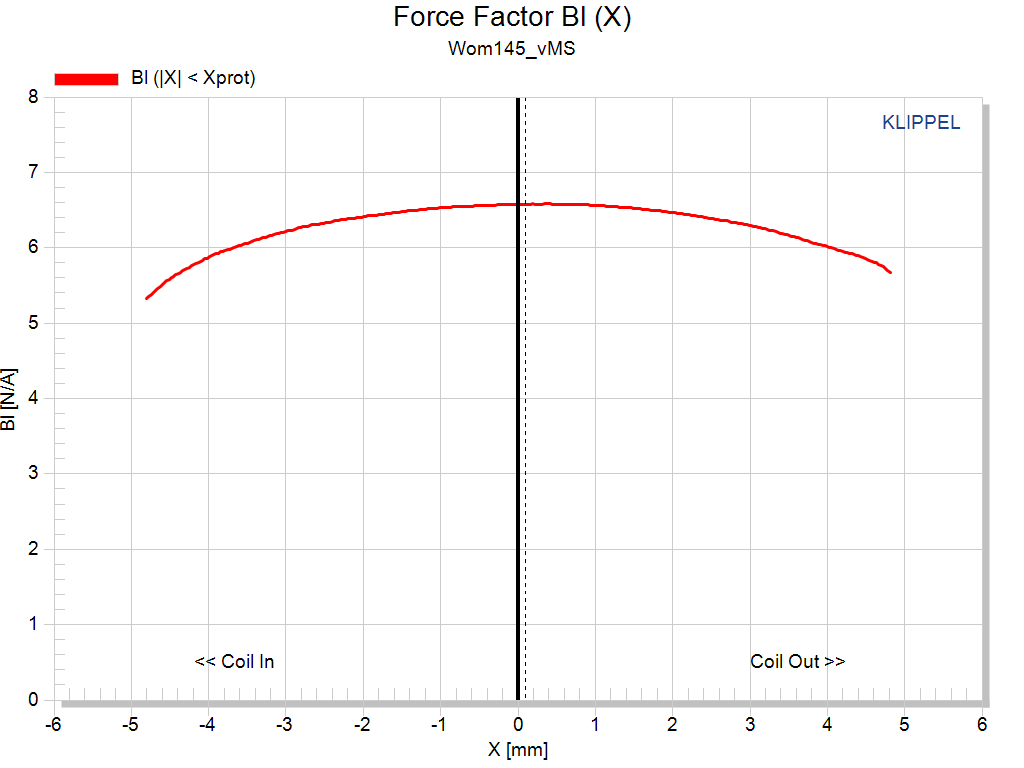 Force Factor Bl (X)
Wom145_vMS
Bl (|X| < Xprot)
KLIPPEL
8
7
6
5
4
3
2
1
0
Bl [N/A]
<< Coil In
Coil Out >>
-6 -5 -4 -3 -2 -1 0 1 2 3 4 5 6
X [mm]